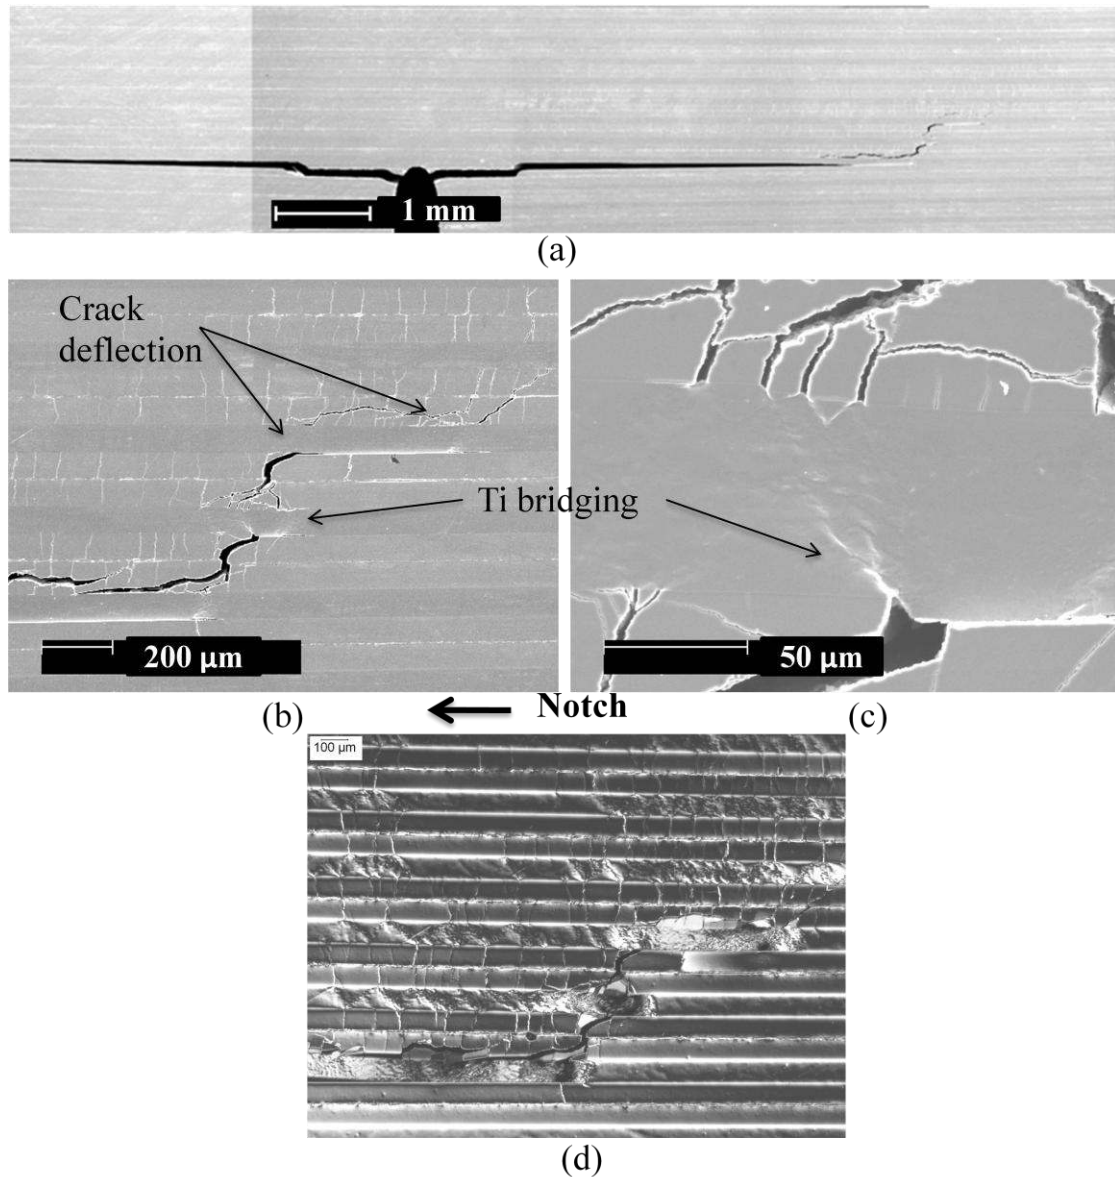 1 mm
(a)
Crack
deflection
Ti bridging
200 μm
50 μm
(b)
Notch
(c)
100 μm
(d)